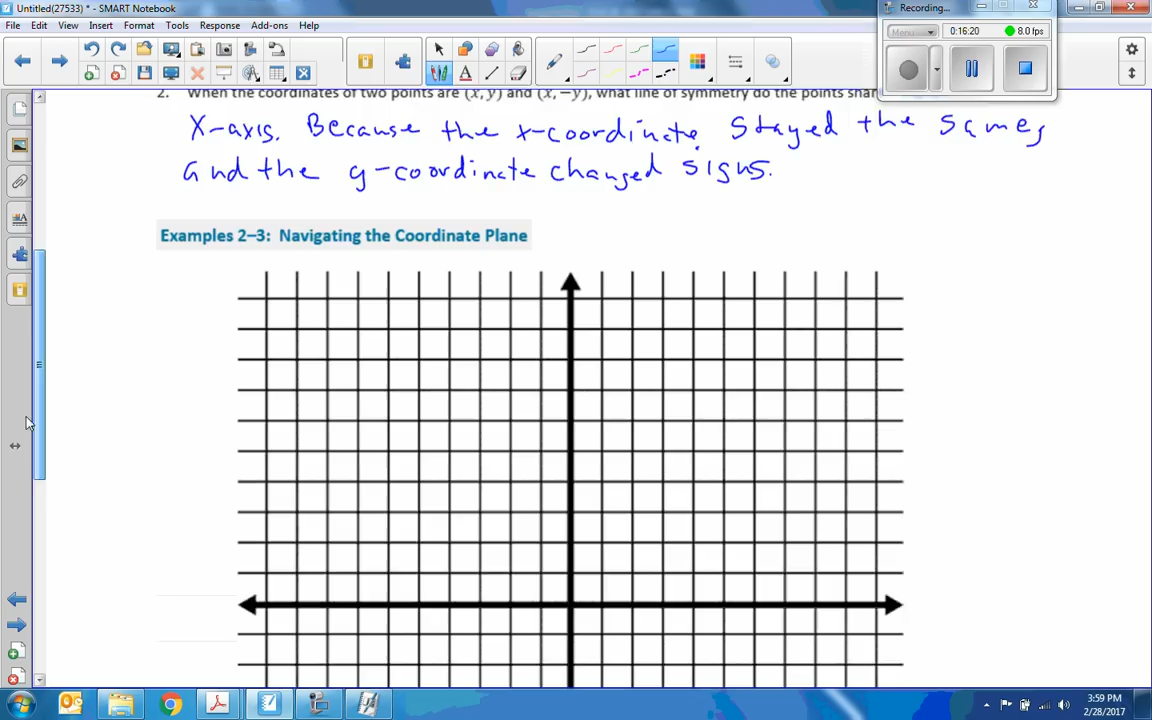 Untitled(27533) * - SMART Notebook
Recording...
File Edit View Insert Format Tools Response Add-ons Help
Menu
0:16:20
8.0 fps
2. When the coordinates of two points are (x, y) and (x, −y), what line of symmetry do the points shar
X-axis. Because the x-coordinate stayed the same,
and the y-coordinate changed signs.
Examples 2–3: Navigating the Coordinate Plane
3:59 PM
2/28/2017